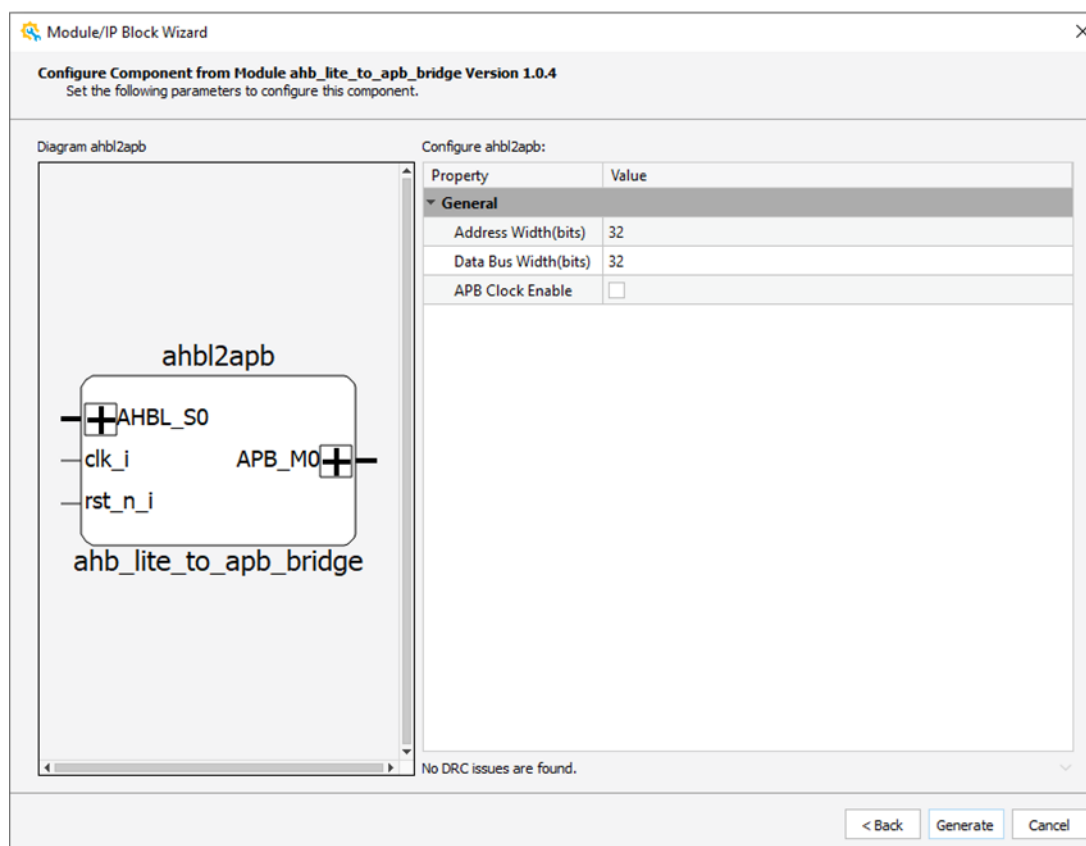 Module/IP Block Wizard
Configure Component from Module ahb_lite_to_apb_bridge Version 1.0.4
Set the following parameters to configure this component.
Diagram ahbl2apb
Configure ahbl2apb:
Property Value
General
Address Width(bits) 32
Data Bus Width(bits) 32
APB Clock Enable
ahbl2apb
AHBL_S0
clk_i APB_M0
rst_n_i
ahb_lite_to_apb_bridge
No DRC issues are found.
< Back Generate Cancel